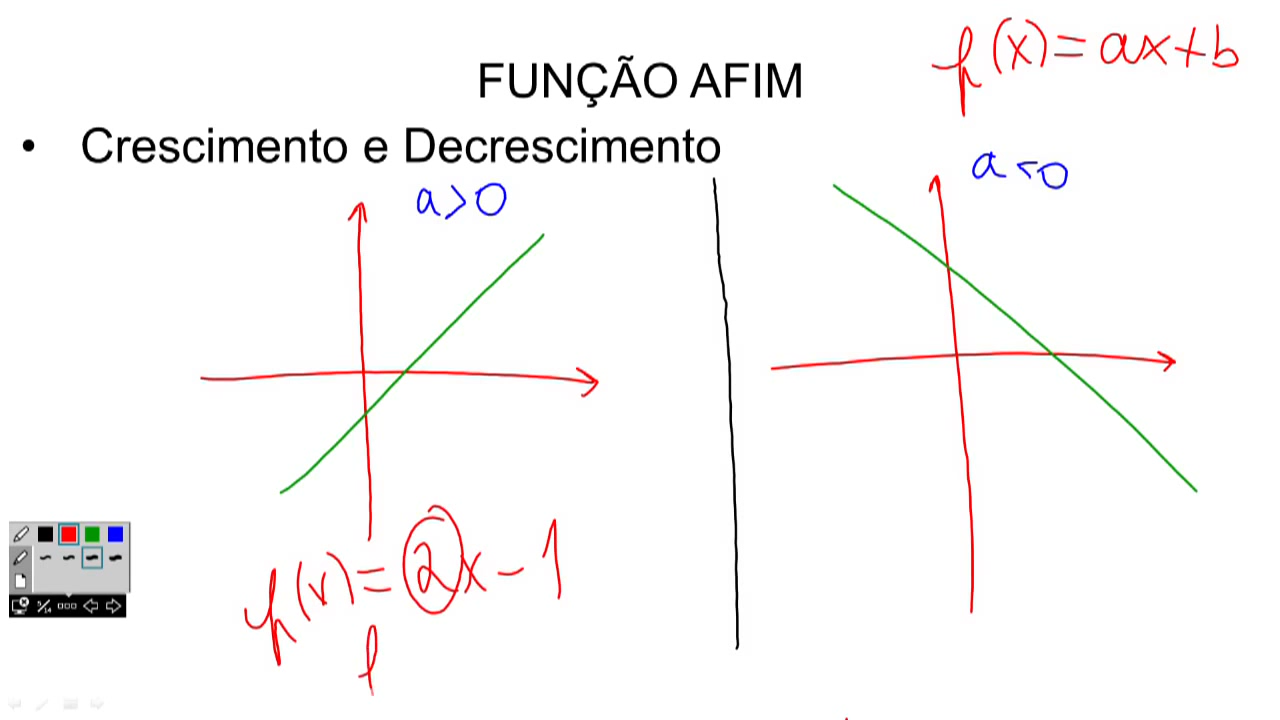 f(x)=ax+b
FUNÇÃO AFIM
• Crescimento e Decrescimento
a>0
a<0
f(x)=2x-1